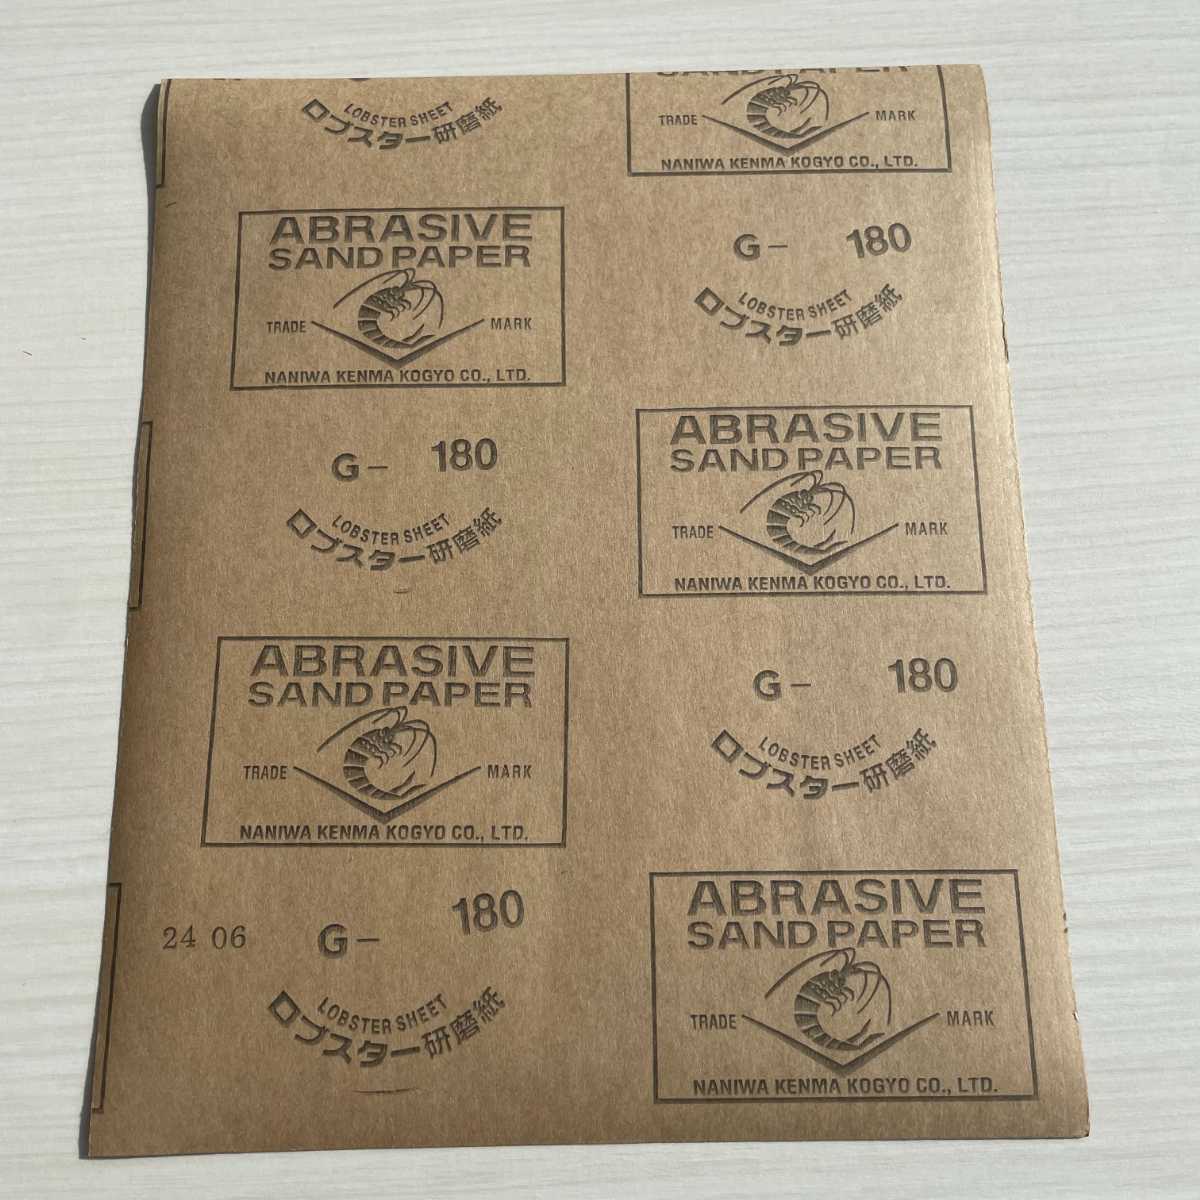 LOBSTER SHEET
ロブスター研磨紙
SAND PAPER
TRADE MARK
NANIWA KENMA KOGYO CO., LTD.
ABRASIVE
SAND PAPER
TRADE MARK
NANIWA KENMA KOGYO CO., LTD.
G- 180
LOBSTER SHEET
ロブスター研磨紙
G- 180
LOBSTER SHEET
ロブスター研磨紙
ABRASIVE
SAND PAPER
TRADE MARK
NANIWA KENMA KOGYO CO., LTD.
ABRASIVE
SAND PAPER
TRADE MARK
NANIWA KENMA KOGYO CO., LTD.
G- 180
LOBSTER SHEET
ロブスター研磨紙
24 06
G- 180
LOBSTER SHEET
ロブスター研磨紙
ABRASIVE
SAND PAPER
TRADE MARK
NANIWA KENMA KOGYO CO., LTD.